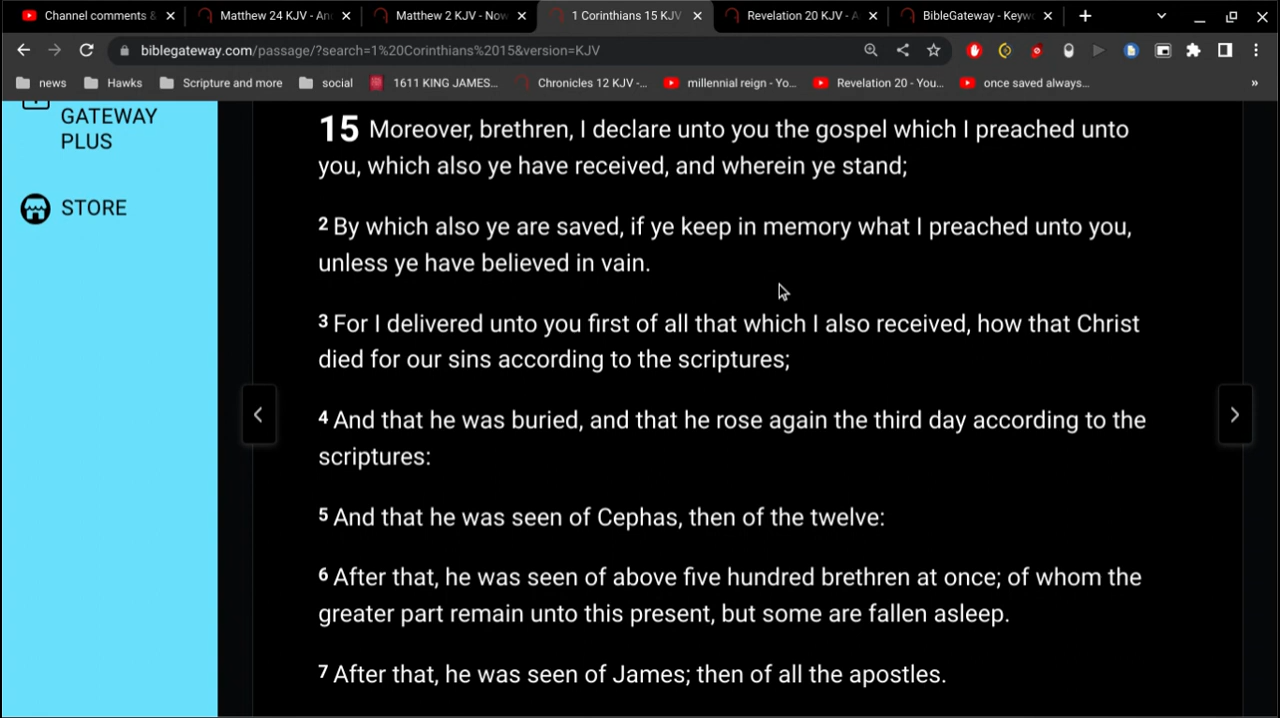 Channel comments &
Matthew 24 KJV - An
Matthew 2 KJV - Now
1 Corinthians 15 KJV
Revelation 20 KJV - A
BibleGateway - Keyw
biblegateway.com/passage/?search=1%20Corinthians%2015&version=KJV
news
Hawks
Scripture and more
social
1611 KING JAMES...
Chronicles 12 KJV -...
millennial reign - Yo...
Revelation 20 - You...
once saved always...
»
GATEWAY
PLUS
STORE
15 Moreover, brethren, I declare unto you the gospel which I preached unto
you, which also ye have received, and wherein ye stand;
2 By which also ye are saved, if ye keep in memory what I preached unto you,
unless ye have believed in vain.
3 For I delivered unto you first of all that which I also received, how that Christ
died for our sins according to the scriptures;
4 And that he was buried, and that he rose again the third day according to the
scriptures:
5 And that he was seen of Cephas, then of the twelve:
6 After that, he was seen of above five hundred brethren at once; of whom the
greater part remain unto this present, but some are fallen asleep.
7 After that, he was seen of James; then of all the apostles.